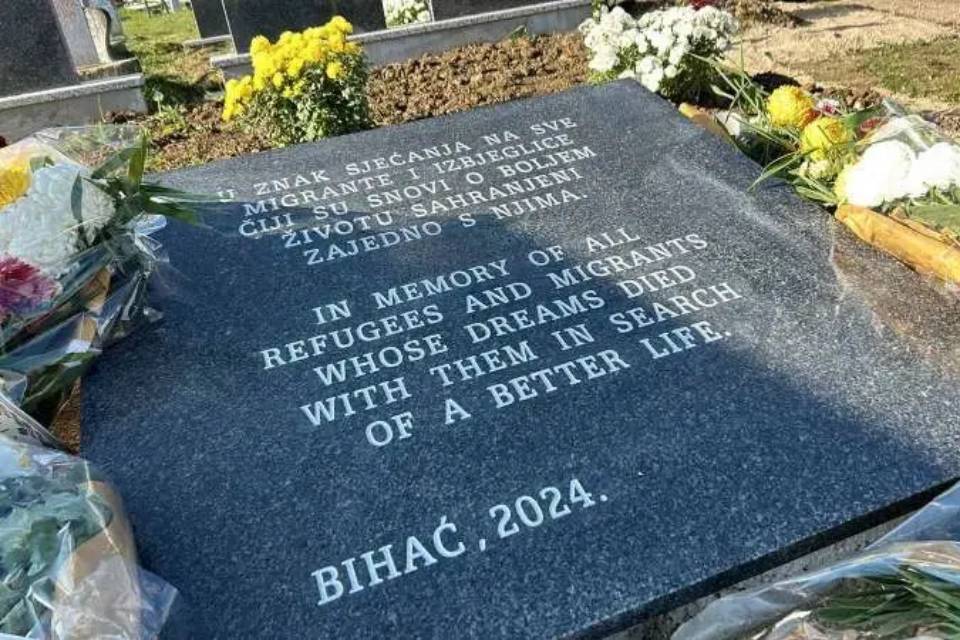 U ZNAK SJEĆANJA NA SVE
MIGRANTE I IZBJEGLICE
ČIJI SU SNOVI O BOLJEM
ŽIVOTU SAHRANJENI
ZAJEDNO S NJIMA.
IN MEMORY OF ALL
REFUGEES AND MIGRANTS
WHOSE DREAMS DIED
WITH THEM IN SEARCH
OF A BETTER LIFE.
BIHAĆ, 2024.